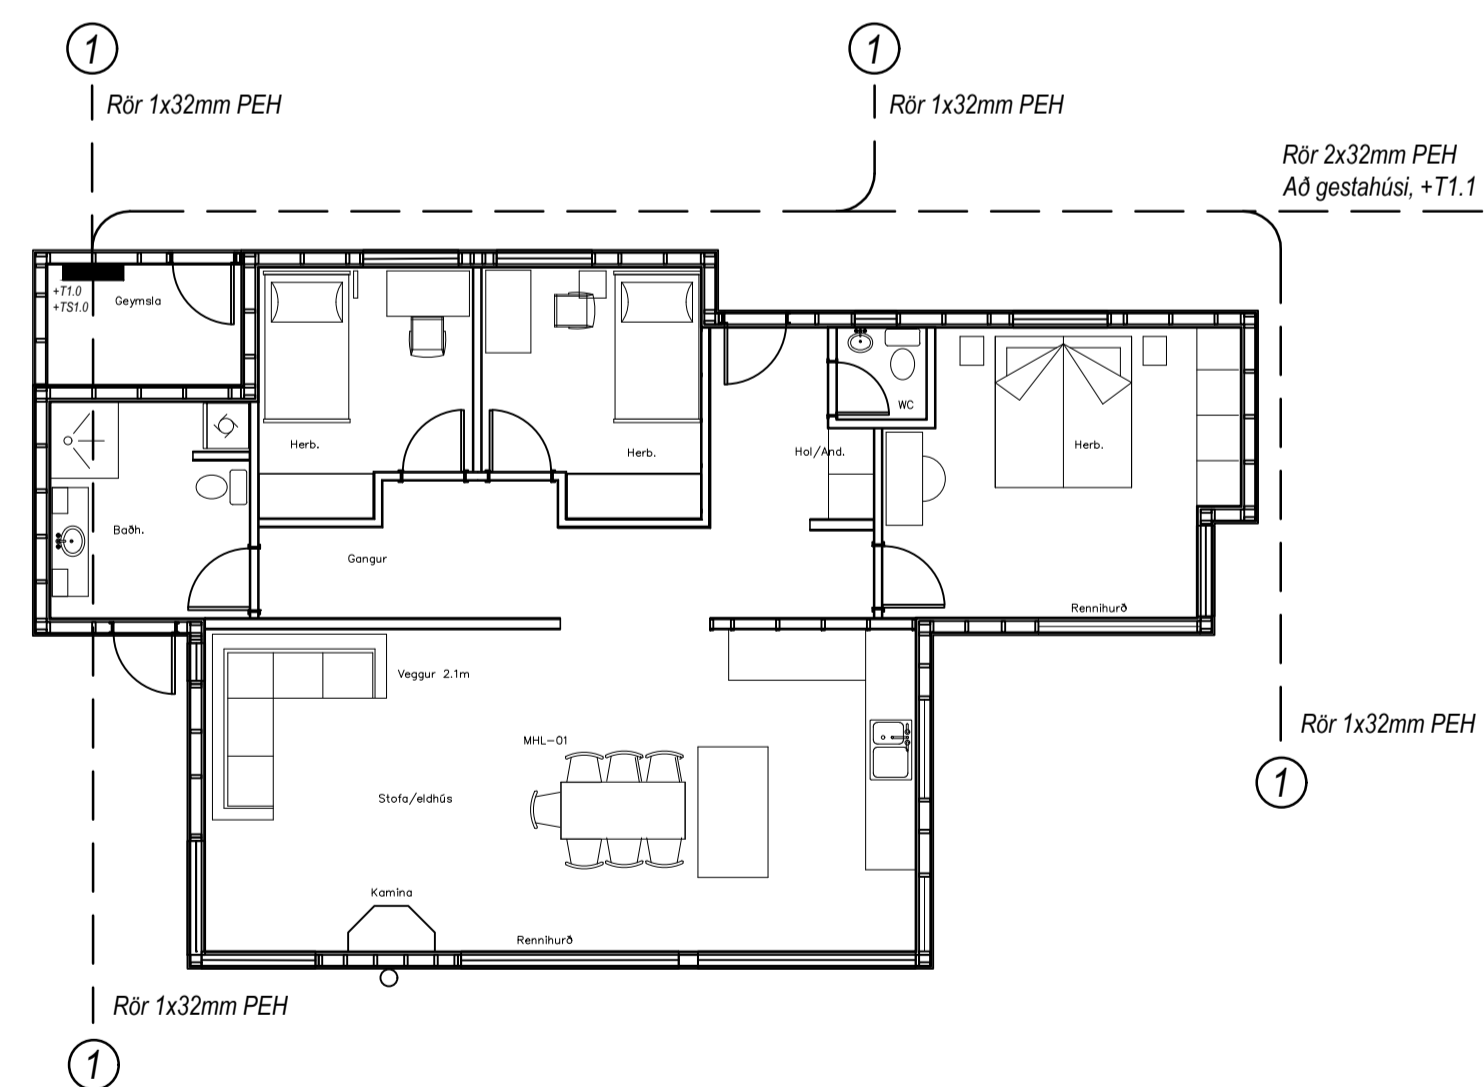 1
1
Rör 1x32mm PEH
Rör 1x32mm PEH
Rör 2x32mm PEH
Að gestahúsi, +T1.1
+T1.0
+TS1.0
Geymsla
WC
Herb.
Herb.
Hol/And.
Herb.
Baðh.
Gangur
Rennihurð
Veggur 2.1m
Rör 1x32mm PEH
MHL-01
1
Stofa/eldhús
Kamína
Rennihurð
Rör 1x32mm PEH
1